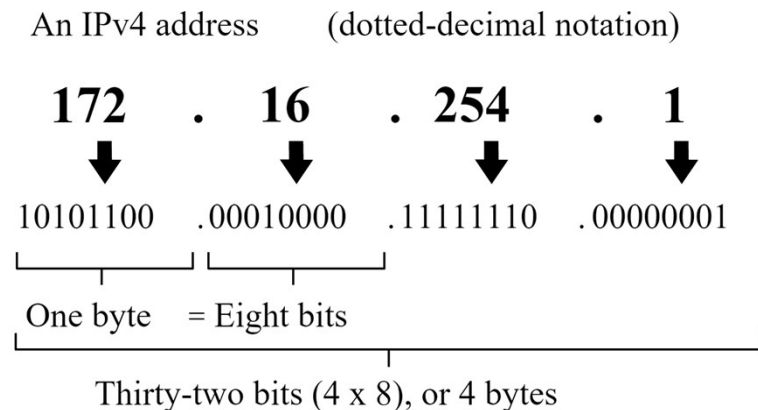 An IPv4 address (dotted-decimal notation)
172 . 16 . 254 . 1
10101100 .00010000 .11111110 .00000001
One byte = Eight bits
Thirty-two bits (4 x 8), or 4 bytes